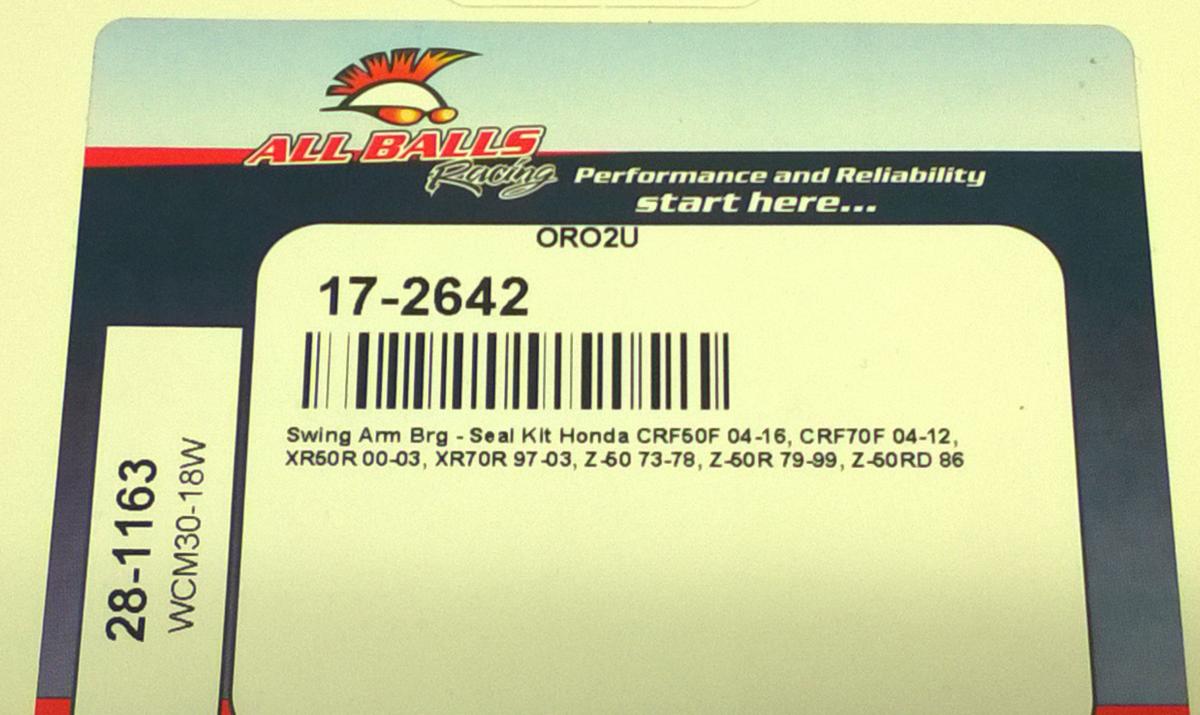 ALL BALLS
Racing
Performance and Reliability
start here...
ORO2U
17-2642
Swing Arm Brg - Seal Kit Honda CRF50F 04-16, CRF70F 04-12,
XR50R 00-03, XR70R 97-03, Z-50 73-78, Z-50R 79-99, Z-50RD 86
28-1163
WCM30-18W